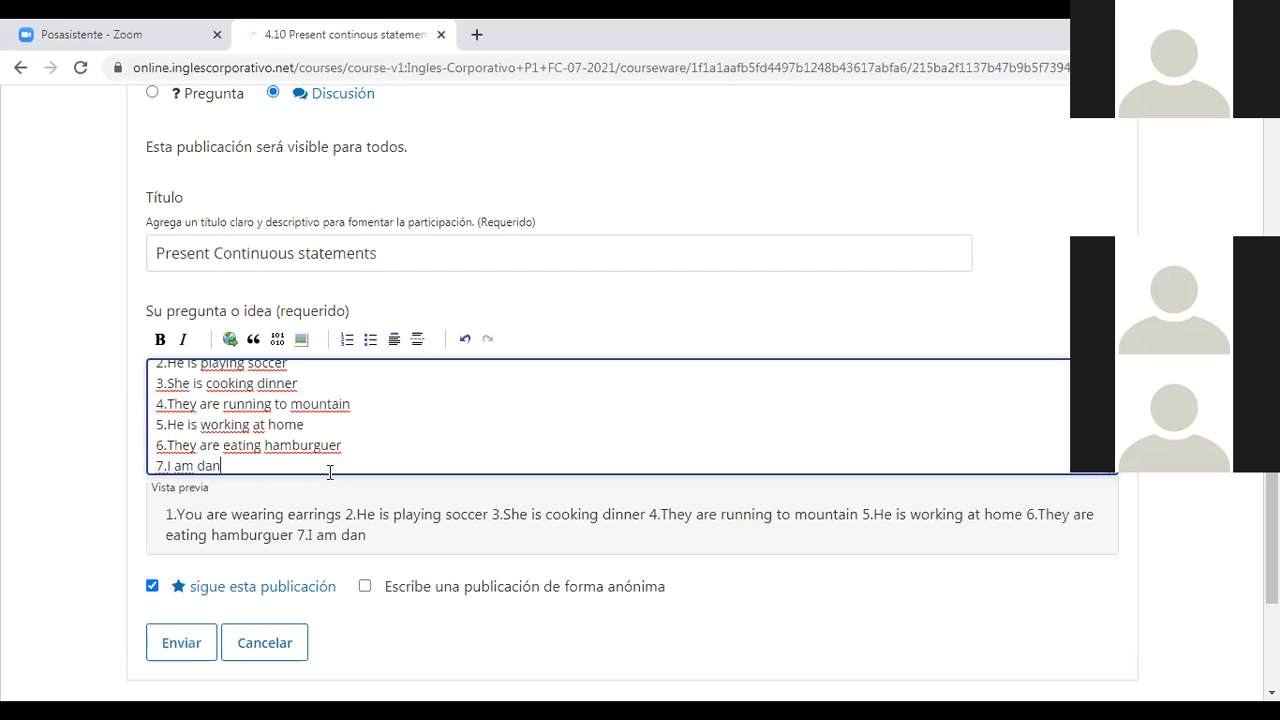 Posasistente - Zoom
4.10 Present continous statemen
online.inglescorporativo.net/courses/course-v1:Ingles-Corporativo+P1+FC-07-2021/courseware/1f1a1aafb5fd4497b1248b43617abfa6/215ba2f1137b47b9b5f7394
? Pregunta
Discusión
Esta publicación será visible para todos.
Título
Agrega un título claro y descriptivo para fomentar la participación. (Requerido)
Present Continuous statements
Su pregunta o idea (requerido)
B I
2.He is playing soccer
3.She is cooking dinner
4.They are running to mountain
5.He is working at home
6.They are eating hamburguer
7.I am dan
Vista previa
1.You are wearing earrings 2.He is playing soccer 3.She is cooking dinner 4.They are running to mountain 5.He is working at home 6.They are
eating hamburguer 7.I am dan
sigue esta publicación
Escribe una publicación de forma anónima
Enviar
Cancelar